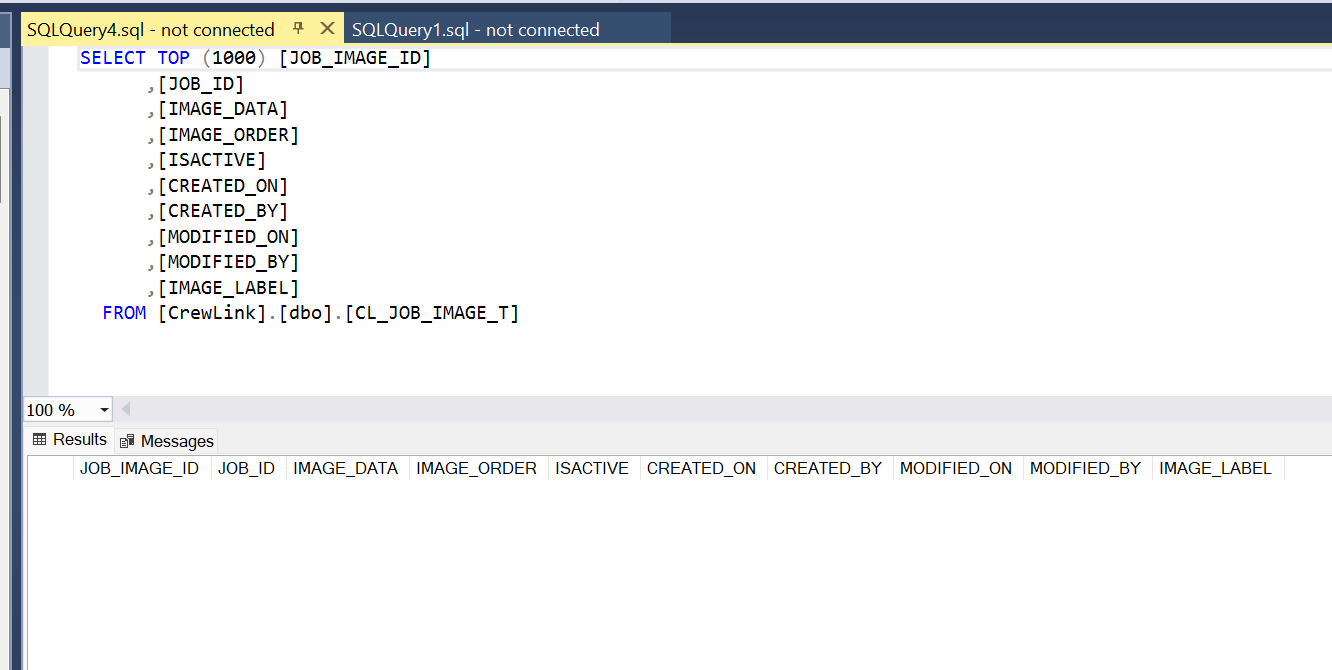 SQLQuery4.sql - not connected SQLQuery1.sql - not connected
SELECT TOP (1000) [JOB_IMAGE_ID]
,[JOB_ID]
,[IMAGE_DATA]
,[IMAGE_ORDER]
,[ISACTIVE]
,[CREATED_ON]
,[CREATED_BY]
,[MODIFIED_ON]
,[MODIFIED_BY]
,[IMAGE_LABEL]
FROM [CrewLink].[dbo].[CL_JOB_IMAGE_T]
100 %
Results Messages
JOB_IMAGE_ID JOB_ID IMAGE_DATA IMAGE_ORDER ISACTIVE CREATED_ON CREATED_BY MODIFIED_ON MODIFIED_BY IMAGE_LABEL